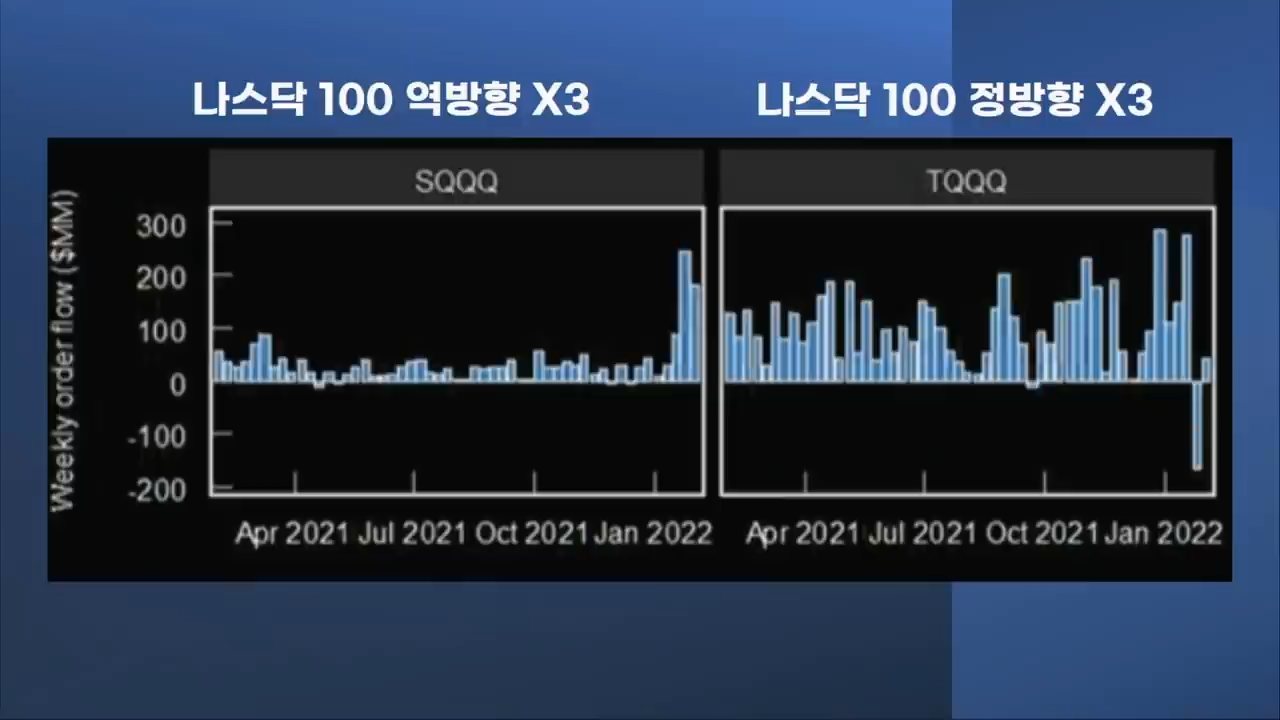 나스닥 100 역방향 X3
나스닥 100 정방향 X3
SQQQ
TQQQ
Weekly order flow ($MM)
300
200
100
0
-100
-200
Apr 2021 Jul 2021 Oct 2021 Jan 2022
Apr 2021 Jul 2021 Oct 2021 Jan 2022